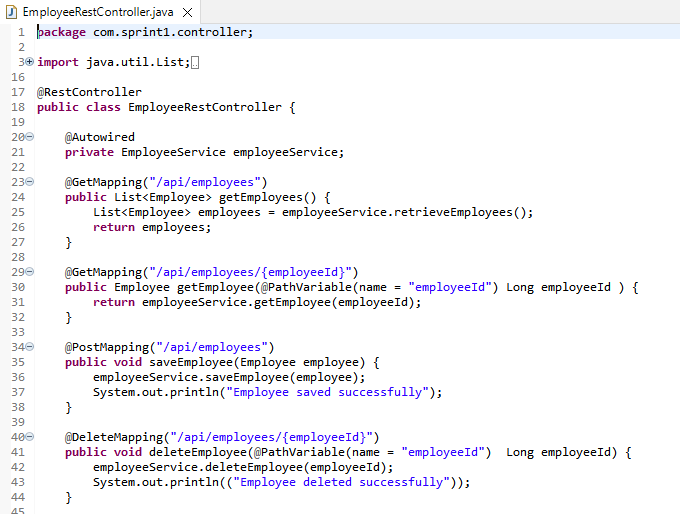 EmployeeRestController.java
1 package com.sprint1.controller;
2
3 import java.util.List;
16
17 @RestController
18 public class EmployeeRestController {
19
20 @Autowired
21 private EmployeeService employeeService;
22
23 @GetMapping("/api/employees")
24 public List<Employee> getEmployees() {
25 List<Employee> employees = employeeService.retrieveEmployees();
26 return employees;
27 }
28
29 @GetMapping("/api/employees/{employeeId}")
30 public Employee getEmployee(@PathVariable(name = "employeeId") Long employeeId ) {
31 return employeeService.getEmployee(employeeId);
32 }
33
34 @PostMapping("/api/employees")
35 public void saveEmployee(Employee employee) {
36 employeeService.saveEmployee(employee);
37 System.out.println("Employee saved successfully");
38 }
39
40 @DeleteMapping("/api/employees/{employeeId}")
41 public void deleteEmployee(@PathVariable(name = "employeeId")  Long employeeId) {
42 employeeService.deleteEmployee(employeeId);
43 System.out.println(("Employee deleted successfully"));
44 }
45